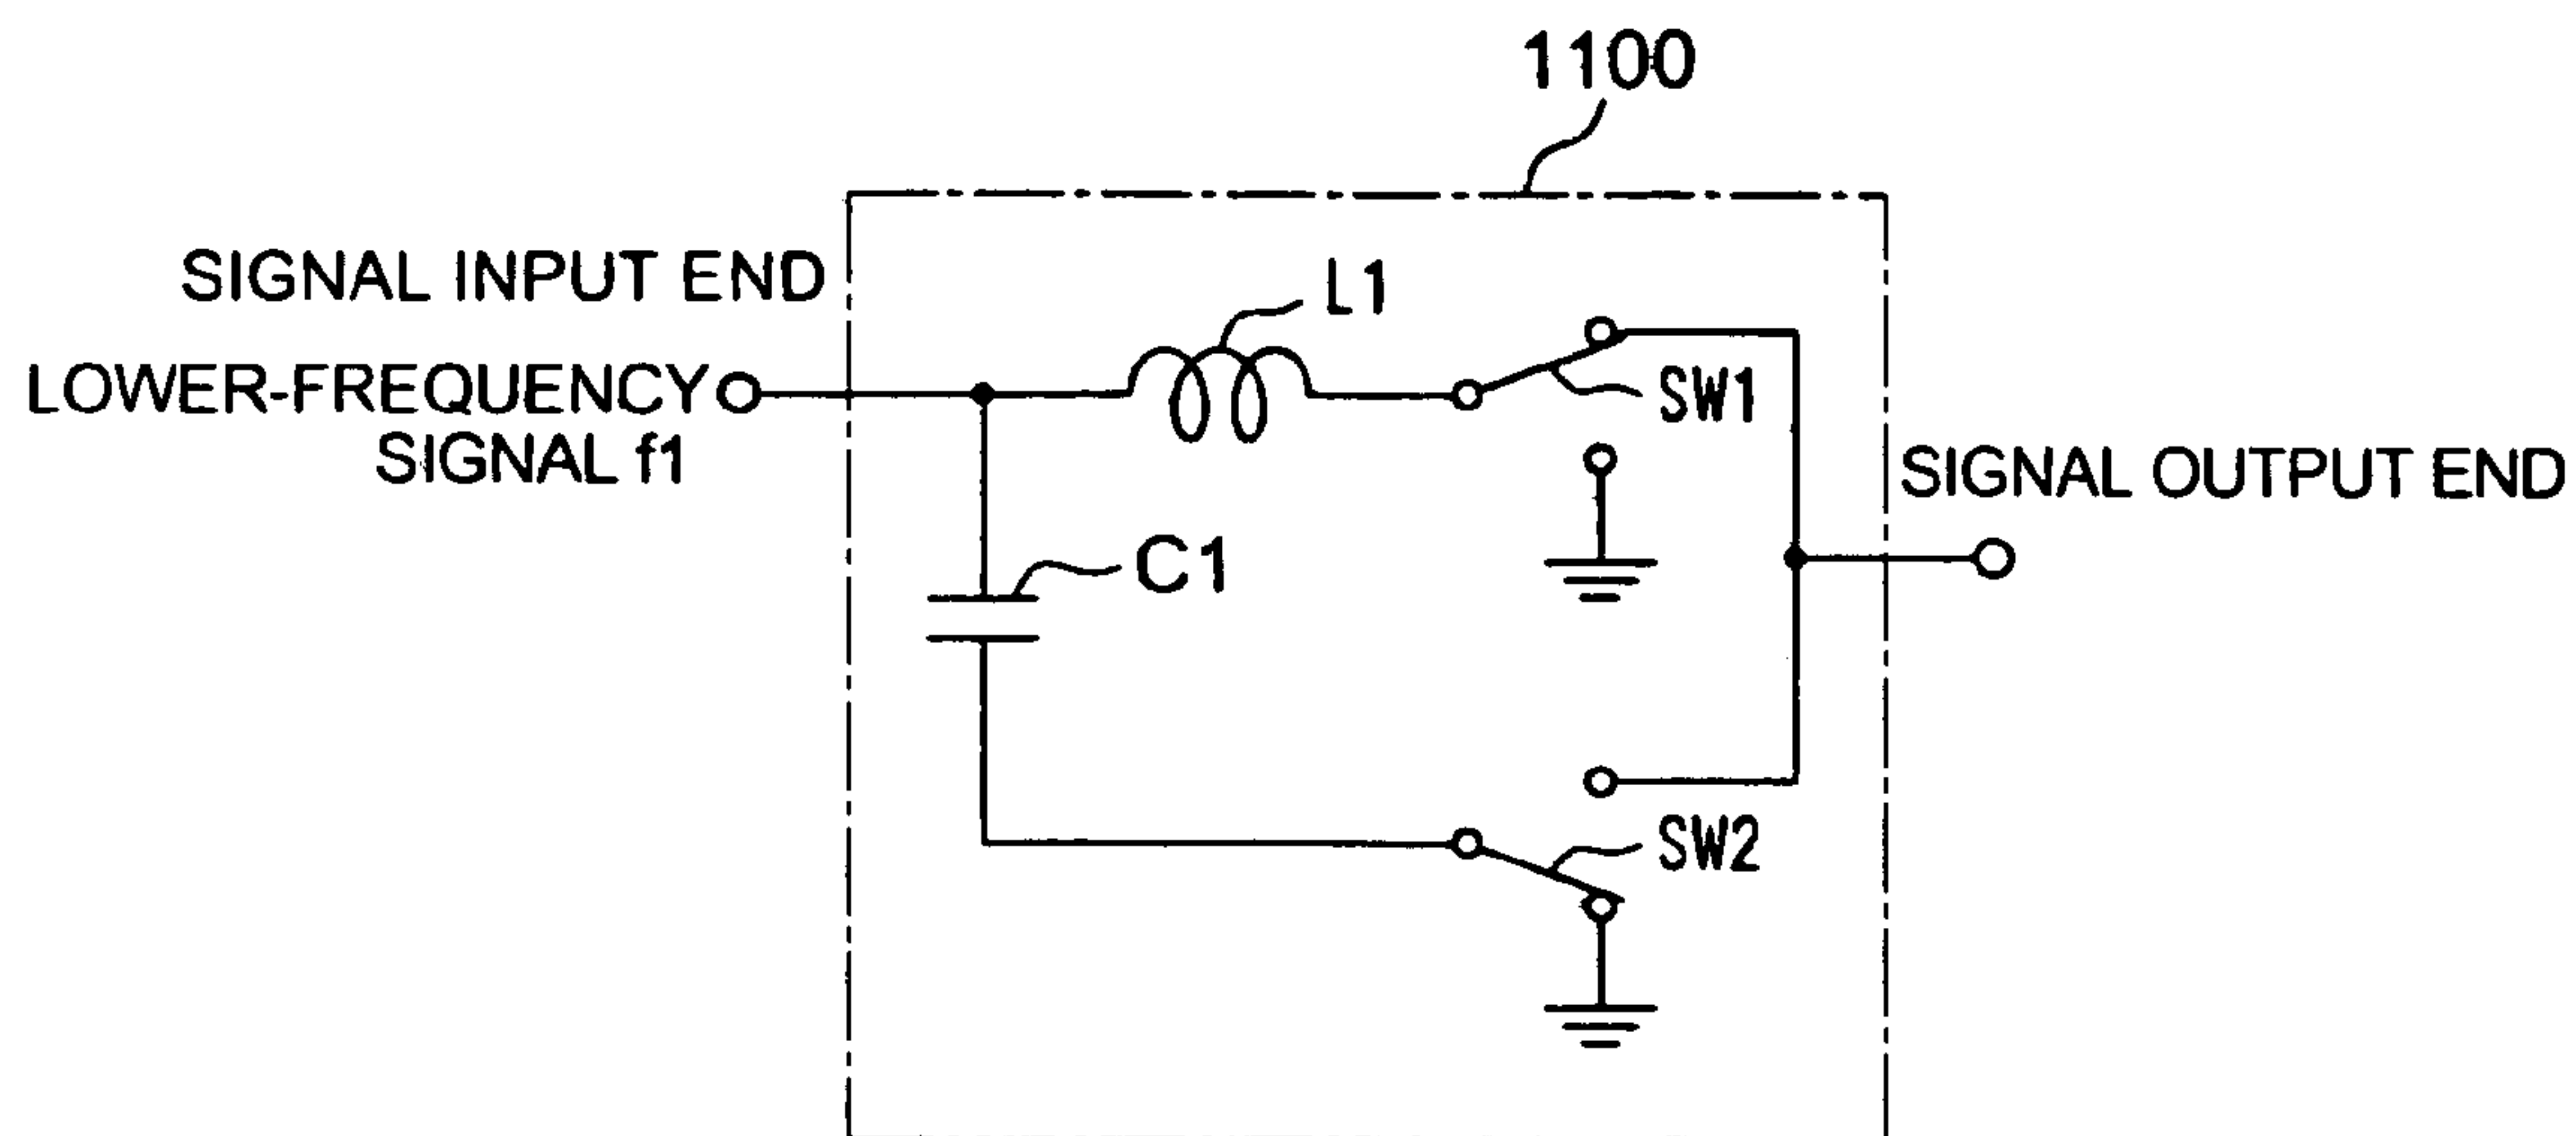 1100
SIGNAL INPUT END
L1
LOWER-FREQUENCY
SIGNAL f1
SW1
SIGNAL OUTPUT END
C1
SW2